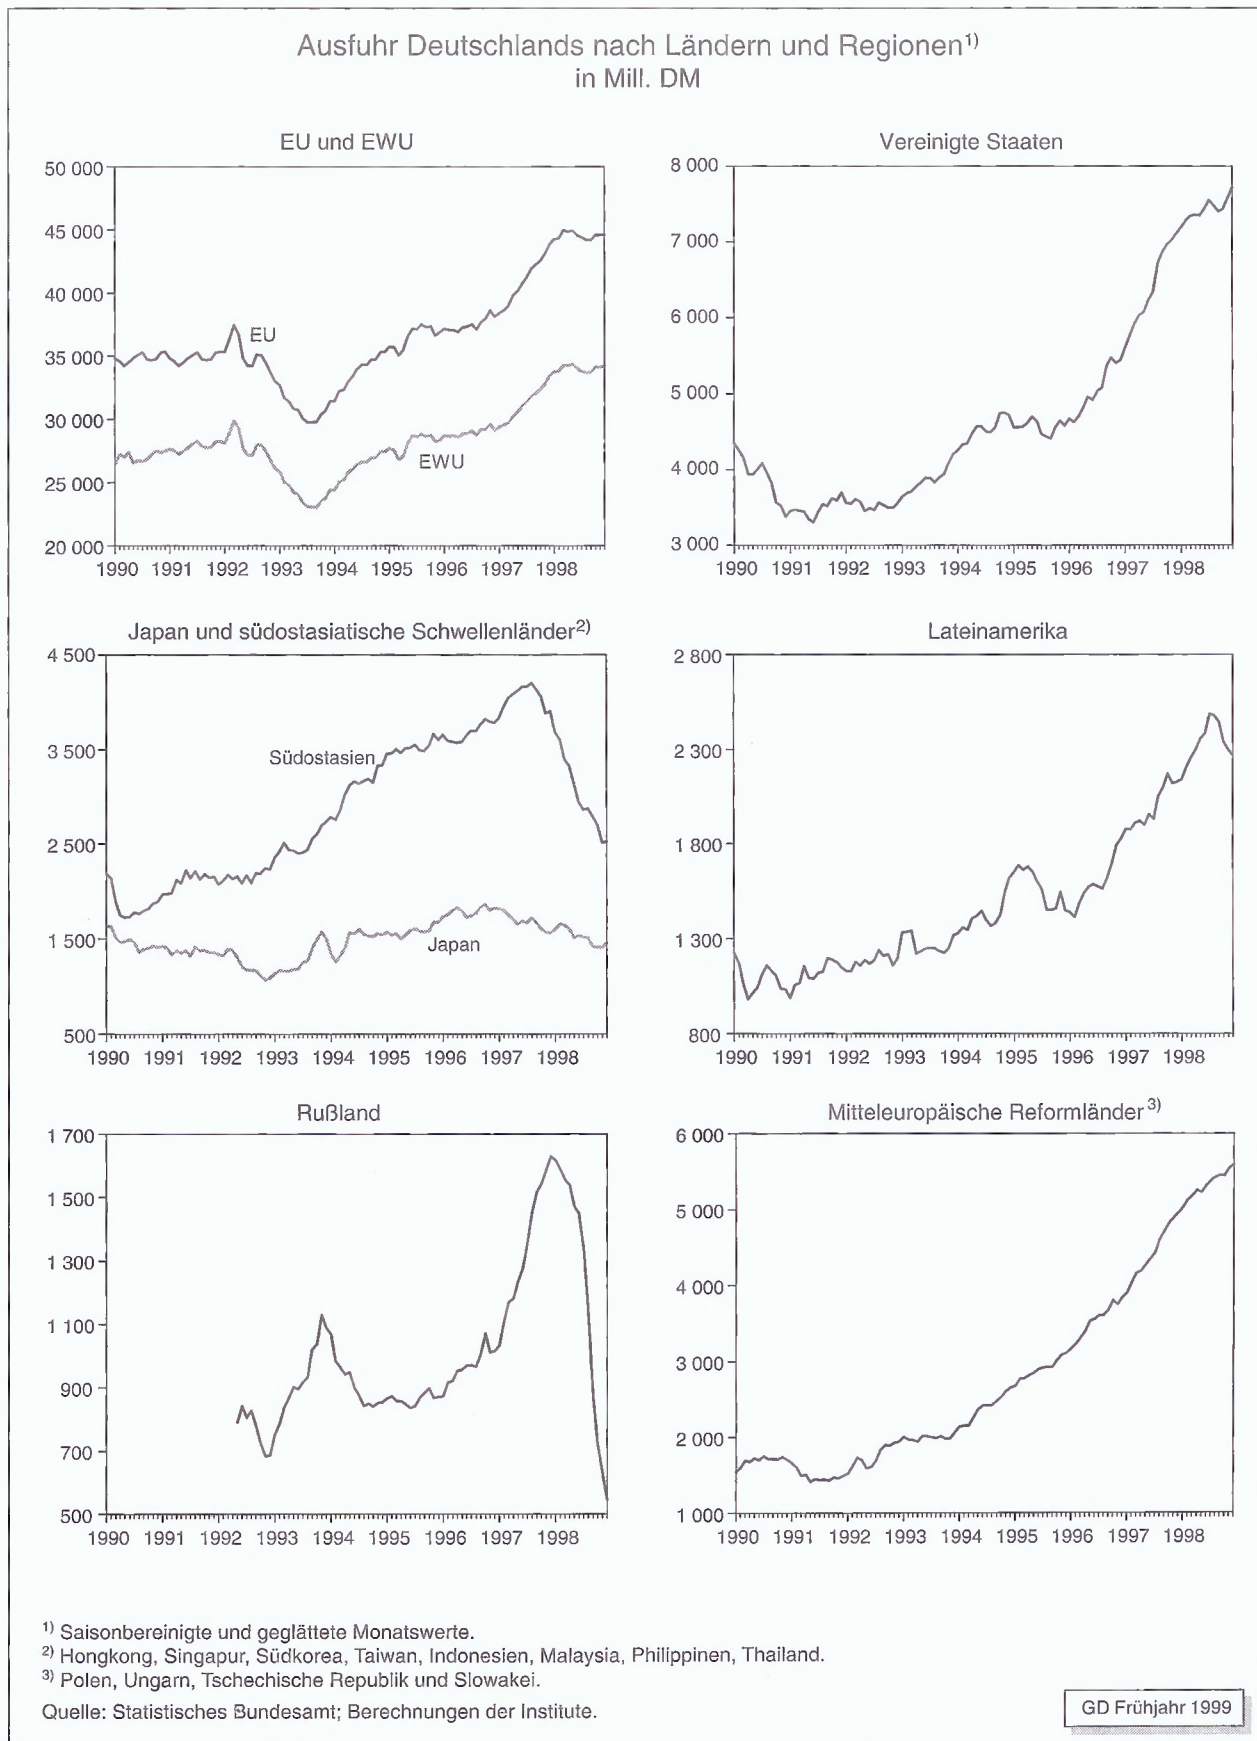 Ausfuhr Deutschlands nach Ländern und Regionen1)
in Mill. DM
EU und EWU
50 000
45 000
40 000
35 000
30 000
25 000
20 000
EU
EWU
1990 1991 1992 1993 1994 1995 1996 1997 1998
Vereinigte Staaten
8 000
7 000
6 000
5 000
4 000
3 000
1990 1991 1992 1993 1994 1995 1996 1997 1998
Japan und südostasiatische Schwellenländer2)
4 500
3 500
2 500
1 500
500
Südostasien
Japan
1990 1991 1992 1993 1994 1995 1996 1997 1998
Lateinamerika
2 800
2 300
1 800
1 300
800
1990 1991 1992 1993 1994 1995 1996 1997 1998
Rußland
1 700
1 500
1 300
1 100
900
700
500
1990 1991 1992 1993 1994 1995 1996 1997 1998
Mitteleuropäische Reformländer3)
6 000
5 000
4 000
3 000
2 000
1 000
1990 1991 1992 1993 1994 1995 1996 1997 1998
1) Saisonbereinigte und geglättete Monatswerte.
2) Hongkong, Singapur, Südkorea, Taiwan, Indonesien, Malaysia, Philippinen, Thailand.
3) Polen, Ungarn, Tschechische Republik und Slowakei.
Quelle: Statistisches Bundesamt; Berechnungen der Institute.
GD Frühjahr 1999